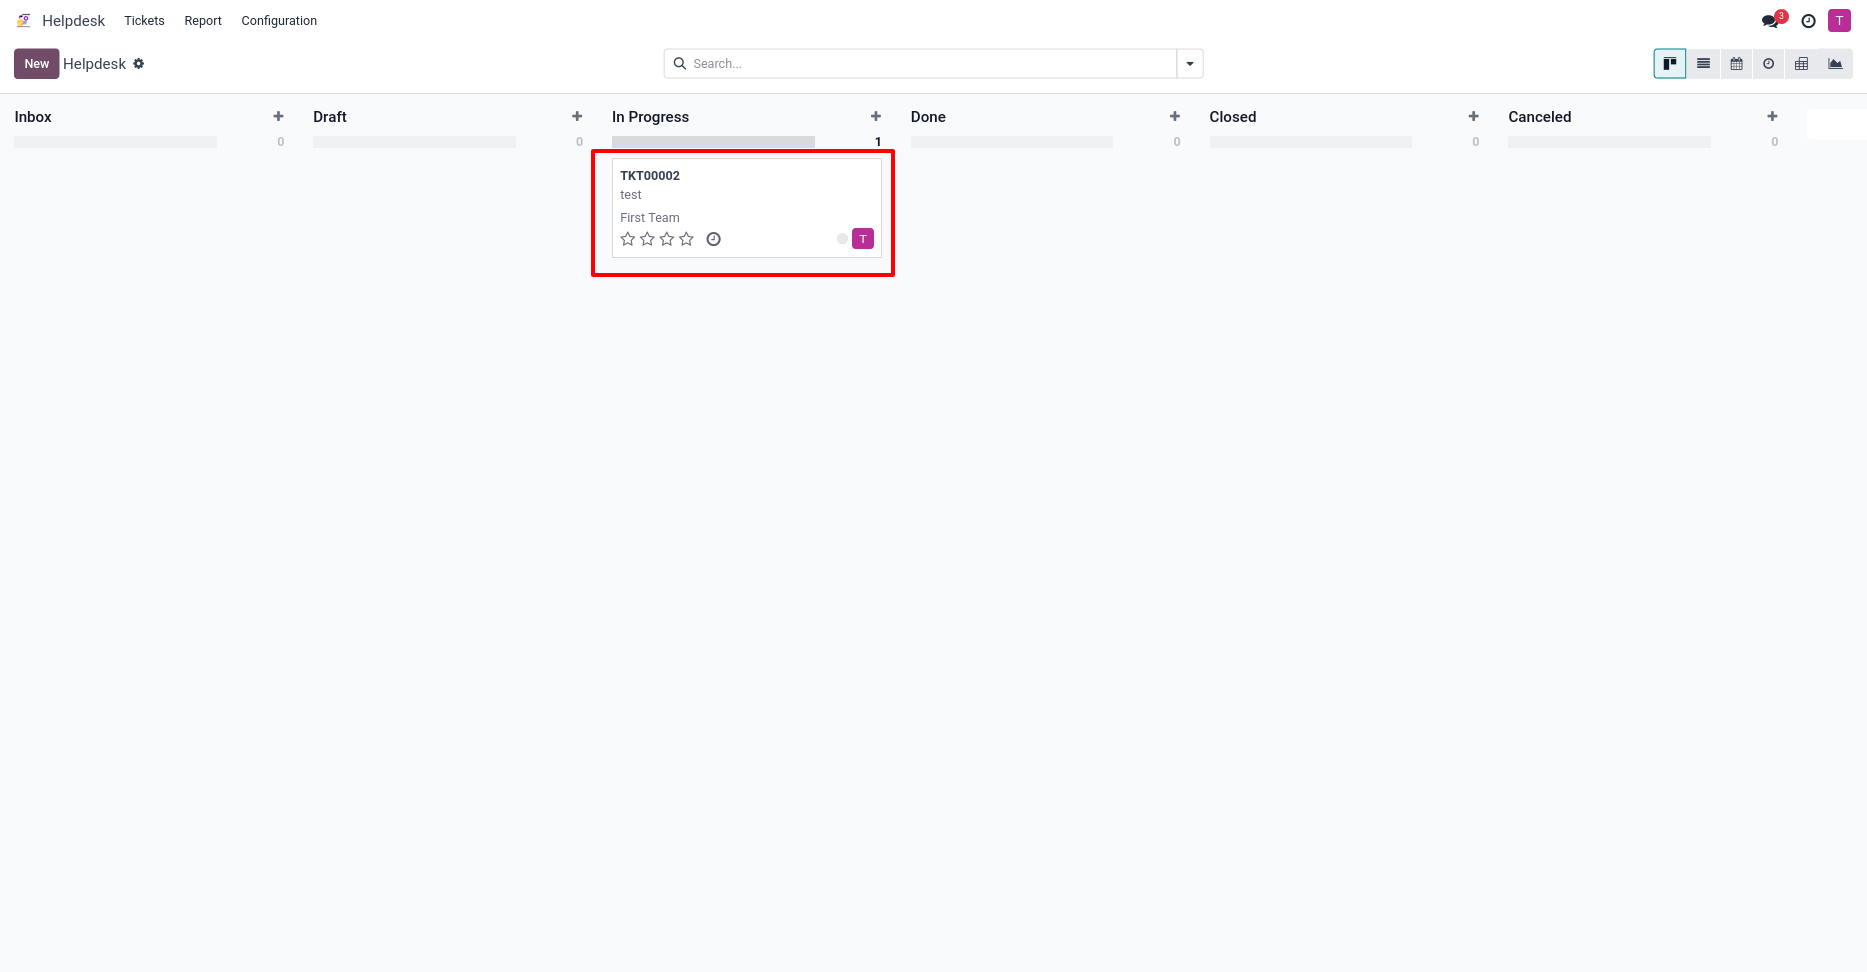 Helpdesk Tickets Report Configuration 3 T
New Helpdesk Search...
Inbox Draft In Progress Done Closed Canceled
0 0 1 0 0 0
TKT00002
test
First Team
T